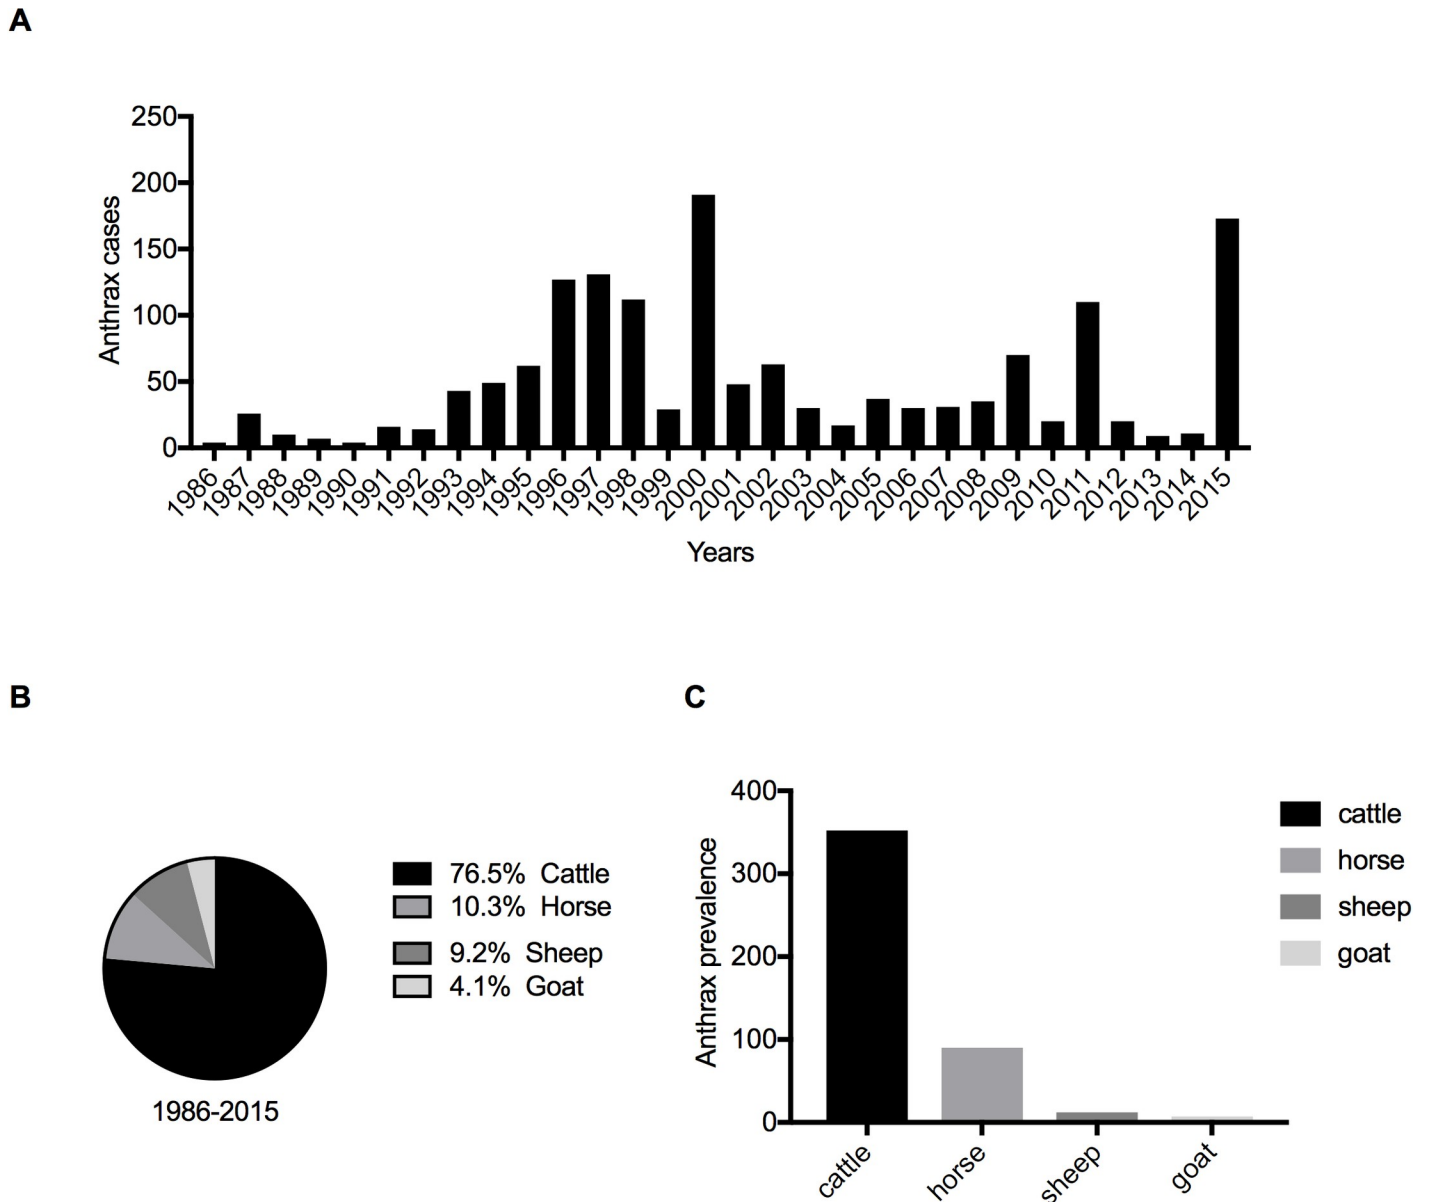 A
250
200
150
100
50
0
Anthrax cases
1986 1987 1988 1989 1990 1991 1992 1993 1994 1995 1996 1997 1998 1999 2000 2001 2002 2003 2004 2005 2006 2007 2008 2009 2010 2011 2012 2013 2014 2015
Years
B
76.5% Cattle
10.3% Horse
9.2% Sheep
4.1% Goat
1986-2015
C
400
300
200
100
0
Anthrax prevalence
cattle horse sheep goat
cattle
horse
sheep
goat